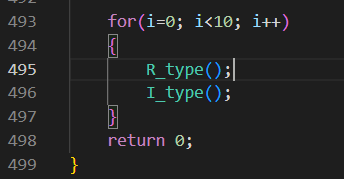 493 for(i=0; i<10; i++)
494 {
495 R_type();
496 I_type();
497 }
498 return 0;
499 }